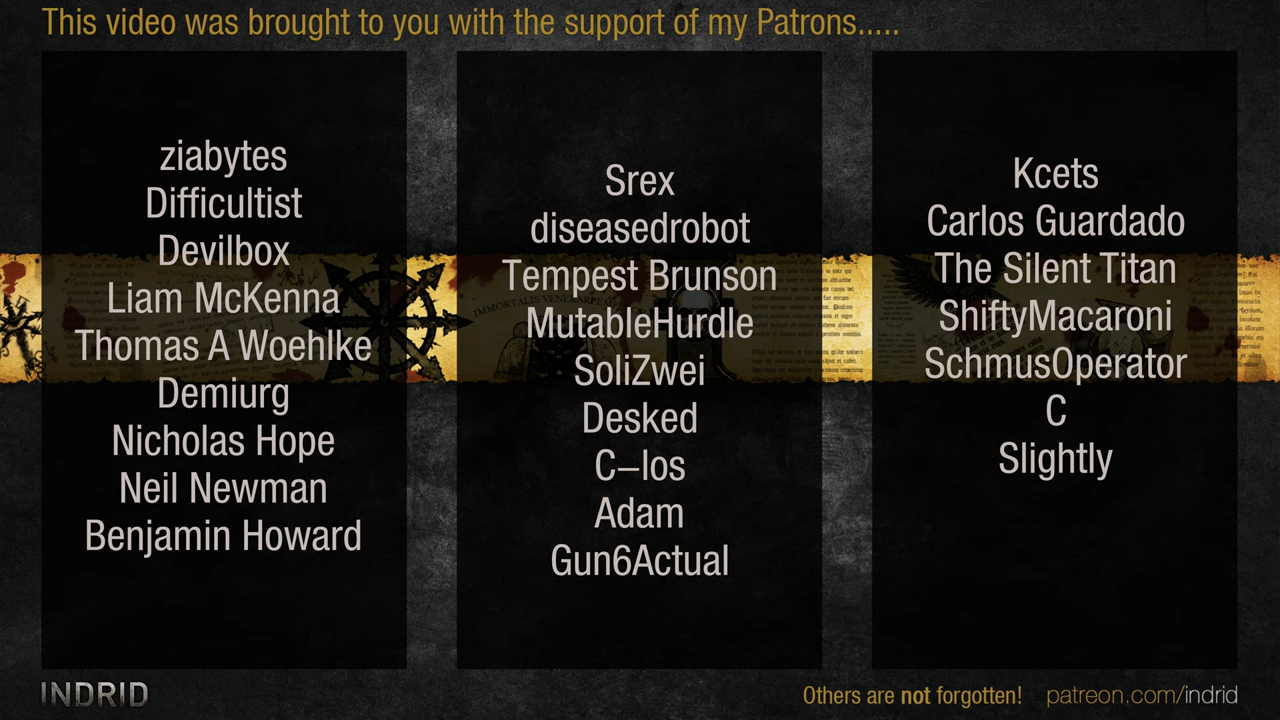 This video was brought to you with the support of my Patrons.....
ziabytes
Difficultist
Devilbox
Liam McKenna
Thomas A Woehlke
Demiurg
Nicholas Hope
Neil Newman
Benjamin Howard
Srex
diseasedrobot
Tempest Brunson
MutableHurdle
SoliZwei
Desked
C–los
Adam
Gun6Actual
Kcets
Carlos Guardado
The Silent Titan
ShiftyMacaroni
SchmusOperator
C
Slightly
IMMORTALIS
INDRID
Others are not forgotten!
patreon.com/indrid